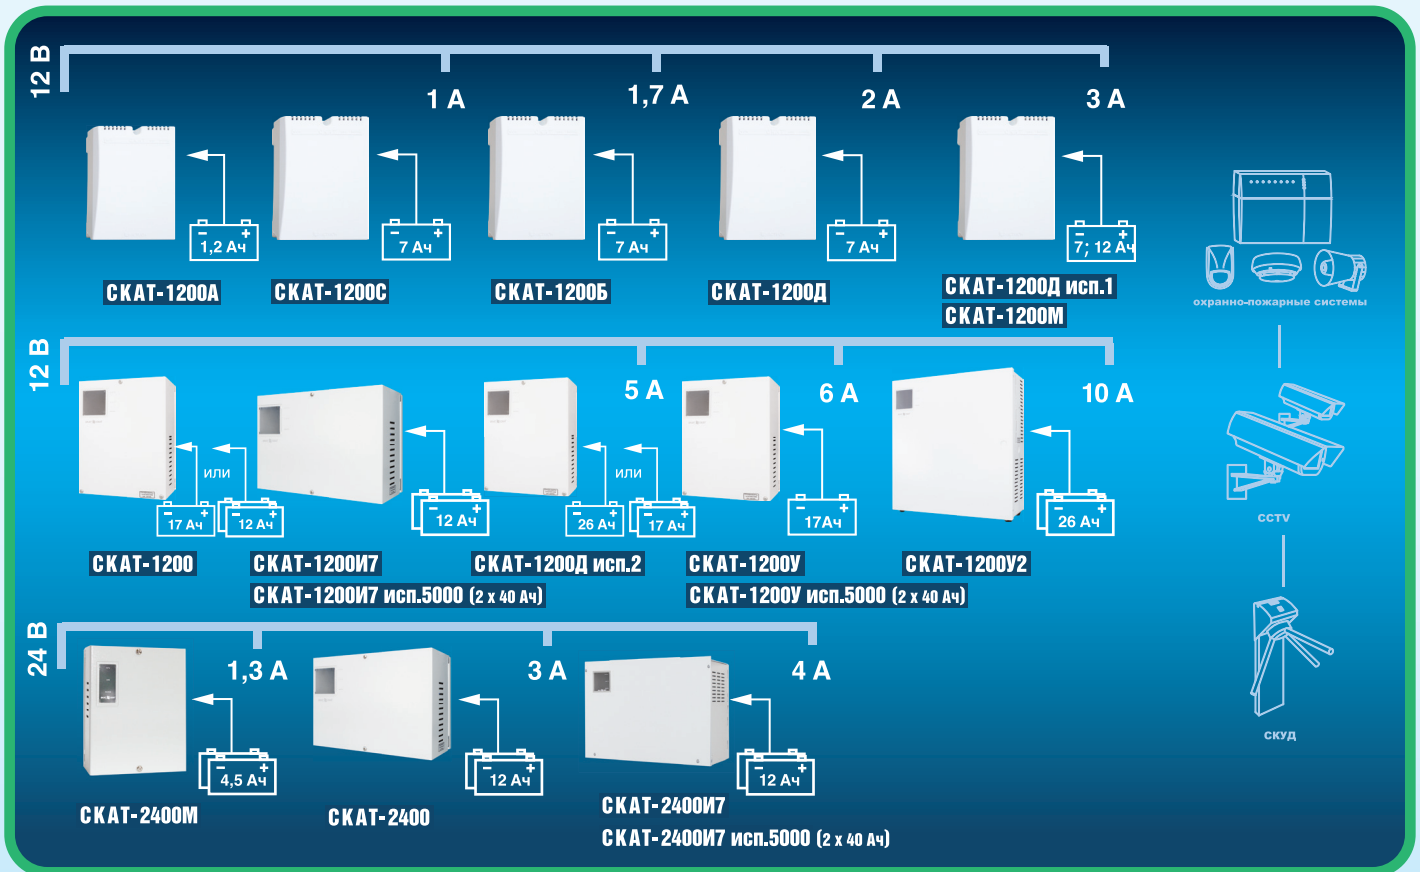 12 В
1 А
1,7 А
2 А
3 А
1,2 Ач
7 Ач
7 Ач
7 Ач
7; 12 Ач
СКАТ-1200А
СКАТ-1200С
СКАТ-1200Б
СКАТ-1200Д
СКАТ-1200Д исп.1
СКАТ-1200М
охранно-пожарные системы
12 В
5 А
6 А
10 А
или
или
17 Ач
12 Ач
12 Ач
26 Ач
17 Ач
17Ач
26 Ач
CCTV
СКАТ-1200
СКАТ-1200И7
СКАТ-1200И7 исп.5000 (2 х 40 Ач)
СКАТ-1200Д исп.2
СКАТ-1200У
СКАТ-1200У исп.5000 (2 х 40 Ач)
СКАТ-1200У2
24 В
1,3 А
3 А
4 А
4,5 Ач
12 Ач
12 Ач
СКУД
СКАТ-2400М
СКАТ-2400
СКАТ-2400И7
СКАТ-2400И7 исп.5000 (2 х 40 Ач)